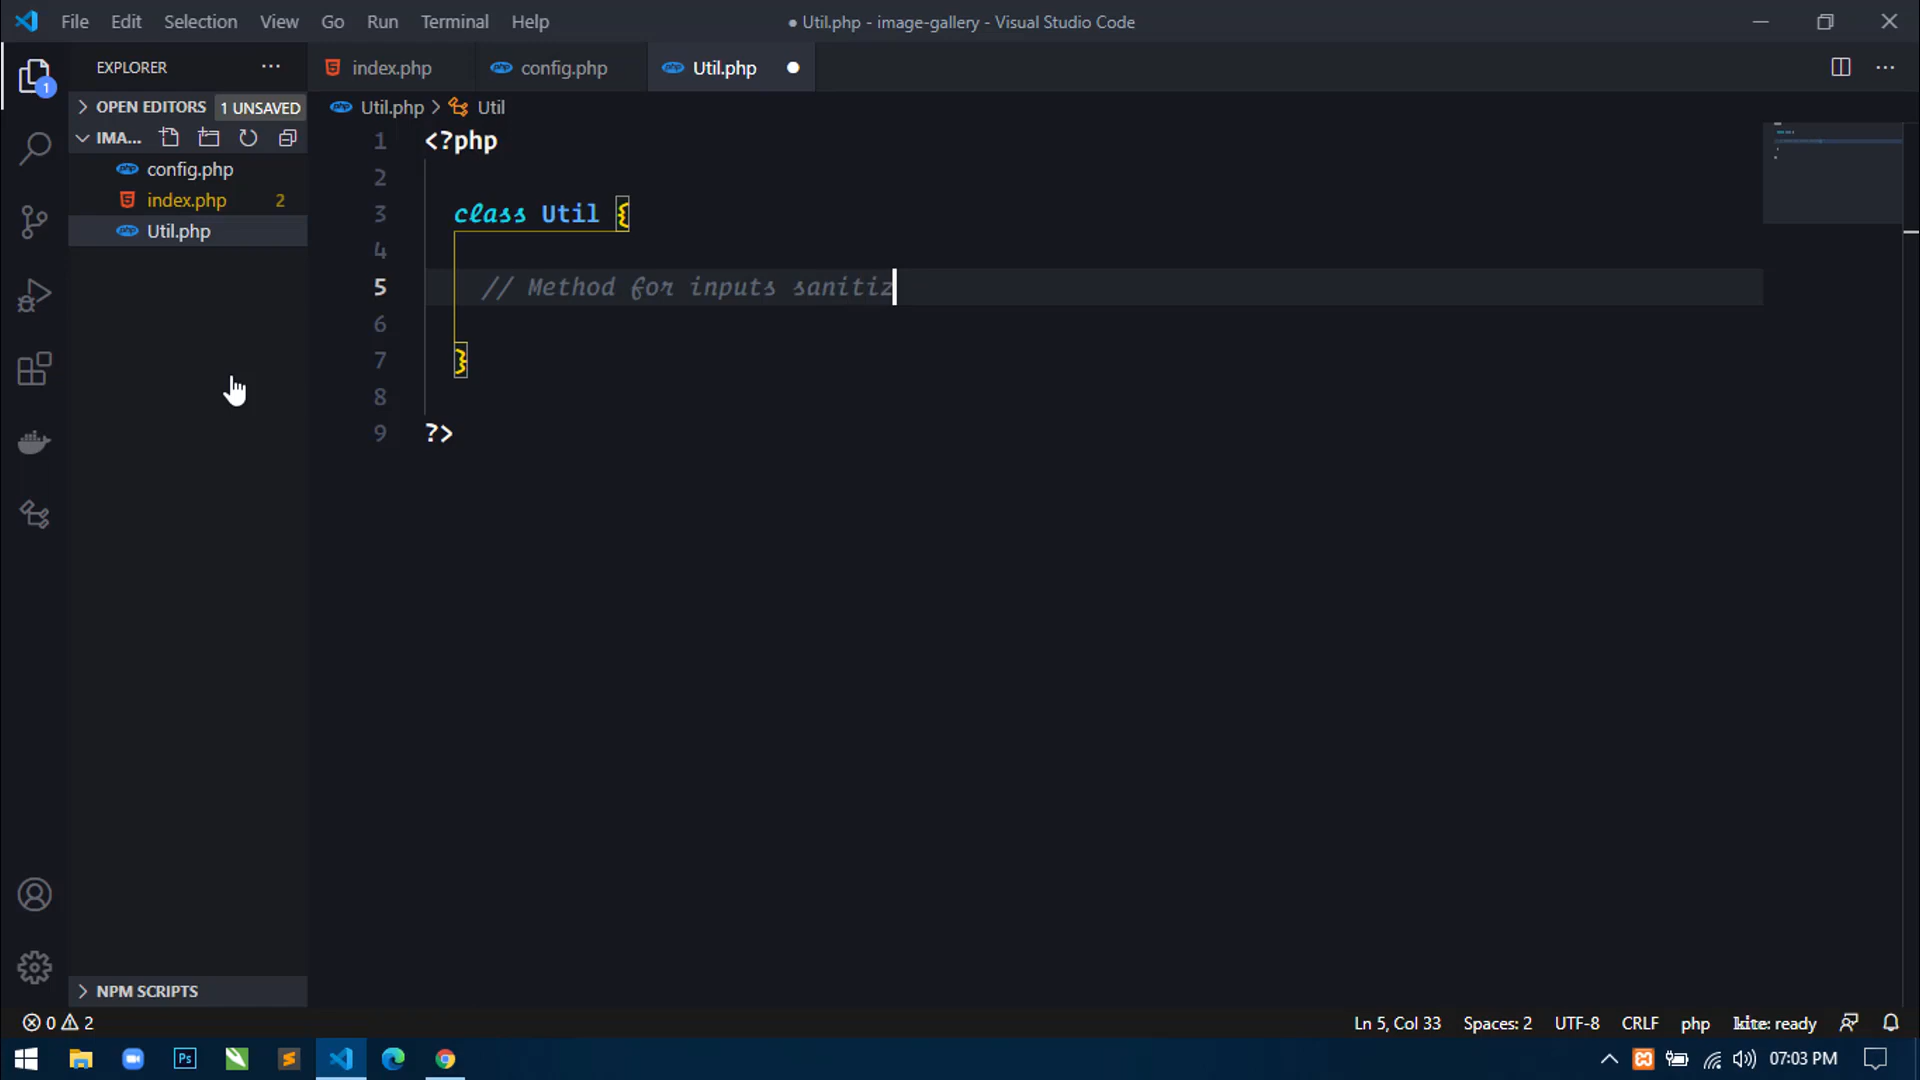 File Edit Selection View Go Run Terminal Help ● Util.php - image-gallery - Visual Studio Code
EXPLORER ··· index.php config.php Util.php ●
OPEN EDITORS 1 UNSAVED
Util.php > Util
IMA...
config.php
index.php 2
Util.php
1 <?php
2
3 class Util {
4
5 // Method for inputs sanitiz
6
7 }
8
9 ?>
1
NPM SCRIPTS
0 2 Ln 5, Col 33 Spaces: 2 UTF-8 CRLF php kite: ready
Ps 07:03 PM